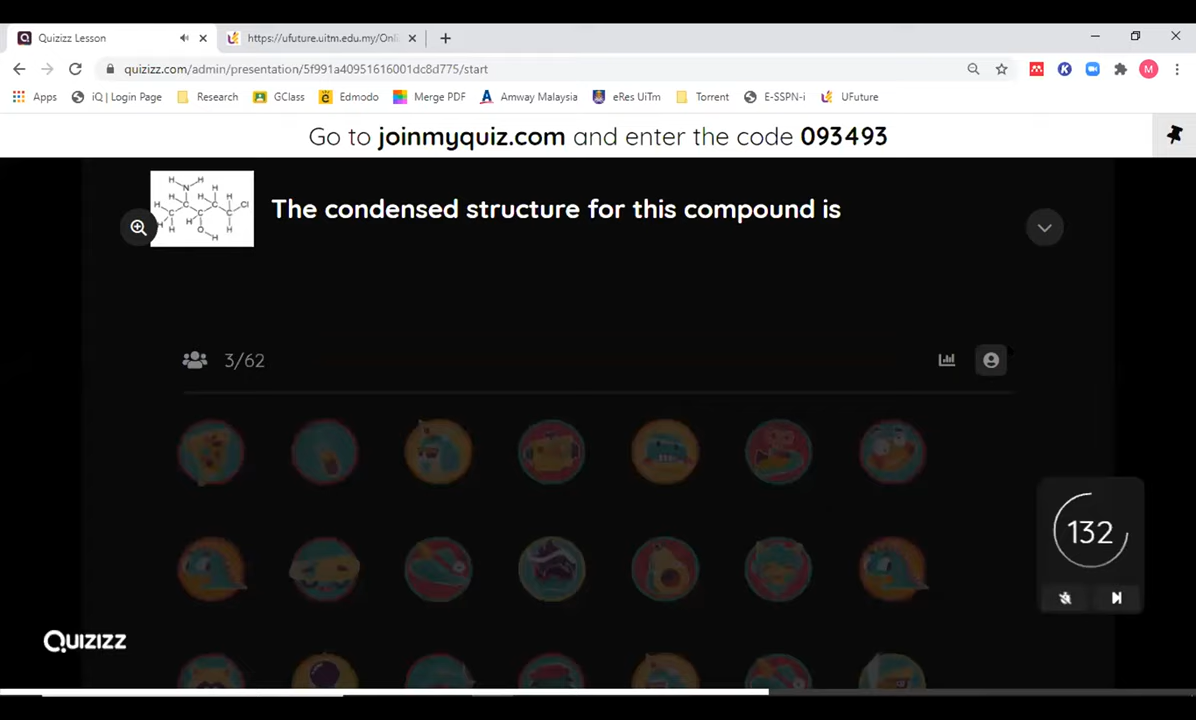 Quizizz Lesson
https://ufuture.uitm.edu.my/Onli
quizizz.com/admin/presentation/5f991a40951616001dc8d775/start
M
Apps iQ | Login Page Research GClass Edmodo Merge PDF Amway Malaysia eRes UiTm Torrent E-SSPN-i UFuture
Go to joinmyquiz.com and enter the code 093493
The condensed structure for this compound is
3/62
132
QUIZIZZ